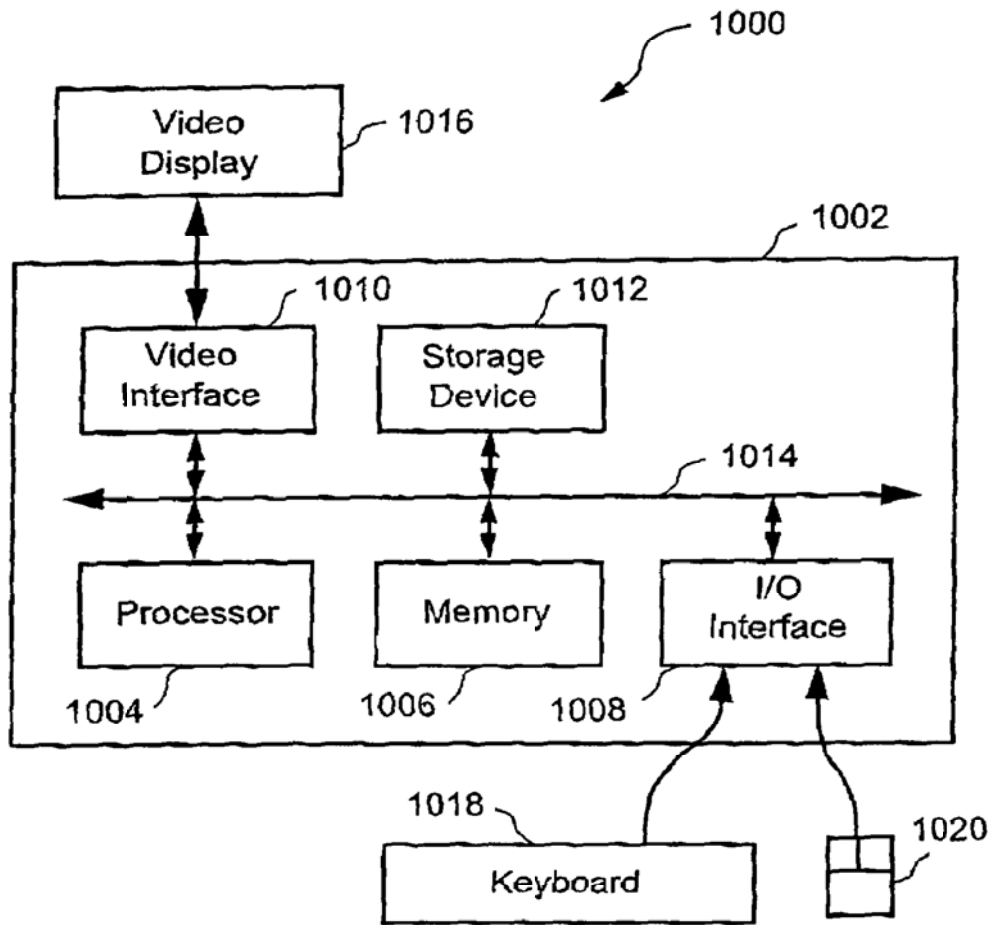 1000
Video
Display
1016
1002
1010
1012
Video
Interface
Storage
Device
1014
Processor
Memory
I/O
Interface
1004
1006
1008
1018
Keyboard
1020